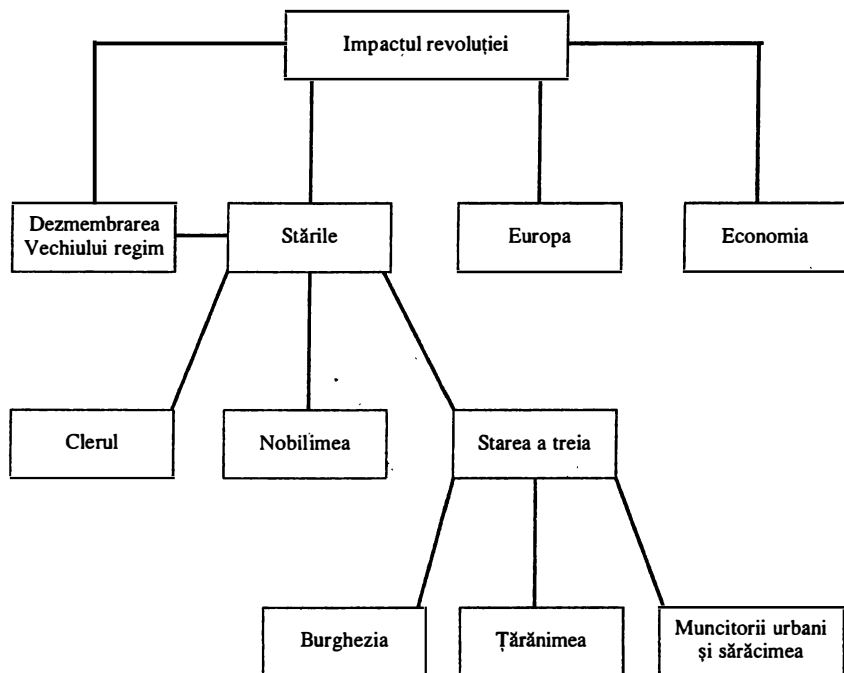 Impactul revoluției
Dezmembrarea
Vechiului regim
Stările
Europa
Economia
Clerul
Nobilimea
Starea a treia
Burghezia
Țărănimea
Muncitorii urbani
și sărăcimea